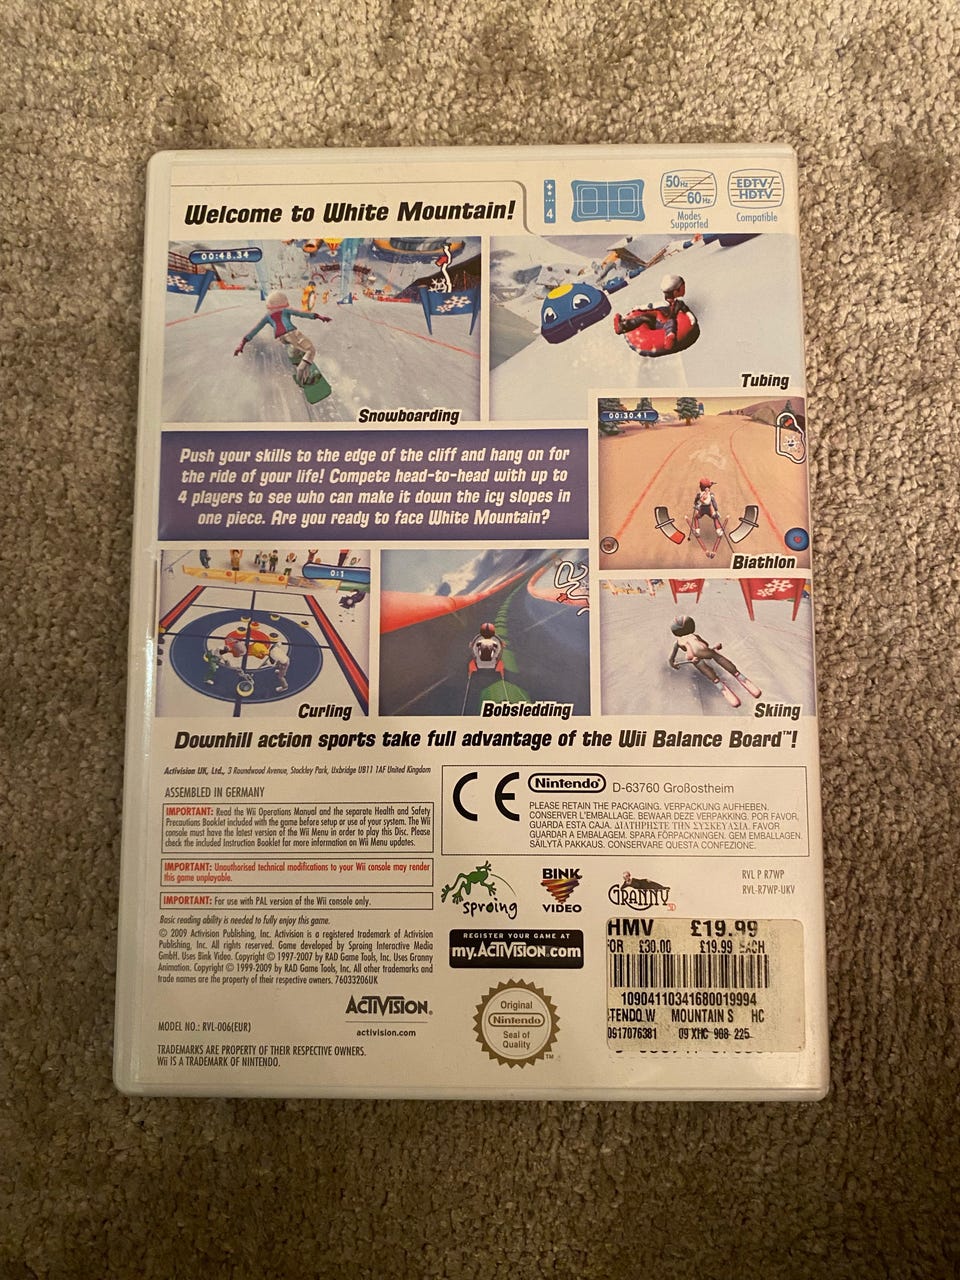 Welcome to White Mountain!
4
50Hz
60Hz
Modes
Supported
EDTV/
HDTV
Compatible
00:48.34
Snowboarding
Tubing
00:30.41
Push your skills to the edge of the cliff and hang on for
the ride of your life! Compete head-to-head with up to
4 players to see who can make it down the icy slopes in
one piece. Are you ready to face White Mountain?
Biathlon
0:1
Curling
Bobsledding
Skiing
Downhill action sports take full advantage of the Wii Balance Board™!
Activision UK, Ltd., 3 Roundwood Avenue, Stockley Park, Uxbridge UB11 1AF United Kingdom
ASSEMBLED IN GERMANY
IMPORTANT: Read the Wii Operations Manual and the separate Health and Safety
Precautions Booklet included with the game before setup or use of your system. The Wii
console must have the latest version of the Wii Menu in order to play this Disc. Please
check the included Instruction Booklet for more information on Wii Menu updates.
IMPORTANT: Unauthorised technical modifications to your Wii console may render
this game unplayable.
IMPORTANT: For use with PAL version of the Wii console only.
Basic reading ability is needed to fully enjoy this game.
© 2009 Activision Publishing, Inc. Activision is a registered trademark of Activision
Publishing, Inc. All rights reserved. Game developed by Sproing Interactive Media
GmbH. Uses Bink Video. Copyright © 1997-2007 by RAD Game Tools, Inc. Uses Granny
Animation. Copyright © 1999-2009 by RAD Game Tools, Inc. All other trademarks and
trade names are the property of their respective owners. 76033206UK
CE
Nintendo®
D-63760 Großostheim
PLEASE RETAIN THE PACKAGING. VERPACKUNG AUFHEBEN.
CONSERVER L'EMBALLAGE. BEWAAR DEZE VERPAKKING. POR FAVOR,
GUARDA ESTA CAJA. ΔΙΑΤΗΡΗΣΤΕ ΤΗΝ ΣΥΣΚΕΥΑΣΙΑ. FAVOR
GUARDAR A EMBALAGEM. SPARA FÖRPACKNINGEN. GEM EMBALLAGEN.
SÄILYTÄ PAKKAUS. CONSERVARE QUESTA CONFEZIONE.
sproing
BINK
VIDEO
GRANNY
3D
RVL P R7WP
RVL-R7WP-UKV
REGISTER YOUR GAME AT
my.ACTIVISION.com
ACTIVISION®
activision.com
Original
Nintendo
Seal of
Quality
TM
HMV £19.99
FOR £30.00 £19.99 EACH
10904110341680019994
TENDO W MOUNTAIN S HC
0917076381 09 XHC 908 225
MODEL NO.: RVL-006(EUR)
TRADEMARKS ARE PROPERTY OF THEIR RESPECTIVE OWNERS.
Wii IS A TRADEMARK OF NINTENDO.